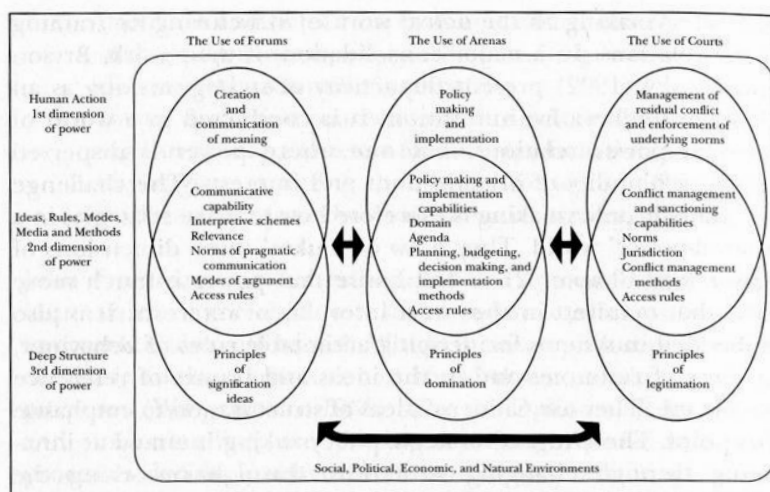 The Use of Forums
The Use of Arenas
The Use of Courts
Human Action
1st dimension
of power
Creation
and
communication
of meaning
Policy
making
and
implementation
Management of
residual conflict
and enforcement of
underlying norms
Ideas, Rules, Modes,
Media and Methods
2nd dimension
of power
Communicative
capability
Interpretive schemes
Relevance
Norms of pragmatic
communication
Modes of argument
Access rules
Policy making and
implementation
capabilities
Domain
Agenda
Planning, budgeting,
decision making, and
implementation
methods
Access rules
Conflict management
and sanctioning
capabilities
Norms
Jurisdiction
Conflict management
methods
Access rules
Deep Structure
3rd dimension
of power
Principles
signification
ideas
Principles
of
domination
Principles
of
legitimation
Social, Political, Economic, and Natural Environments